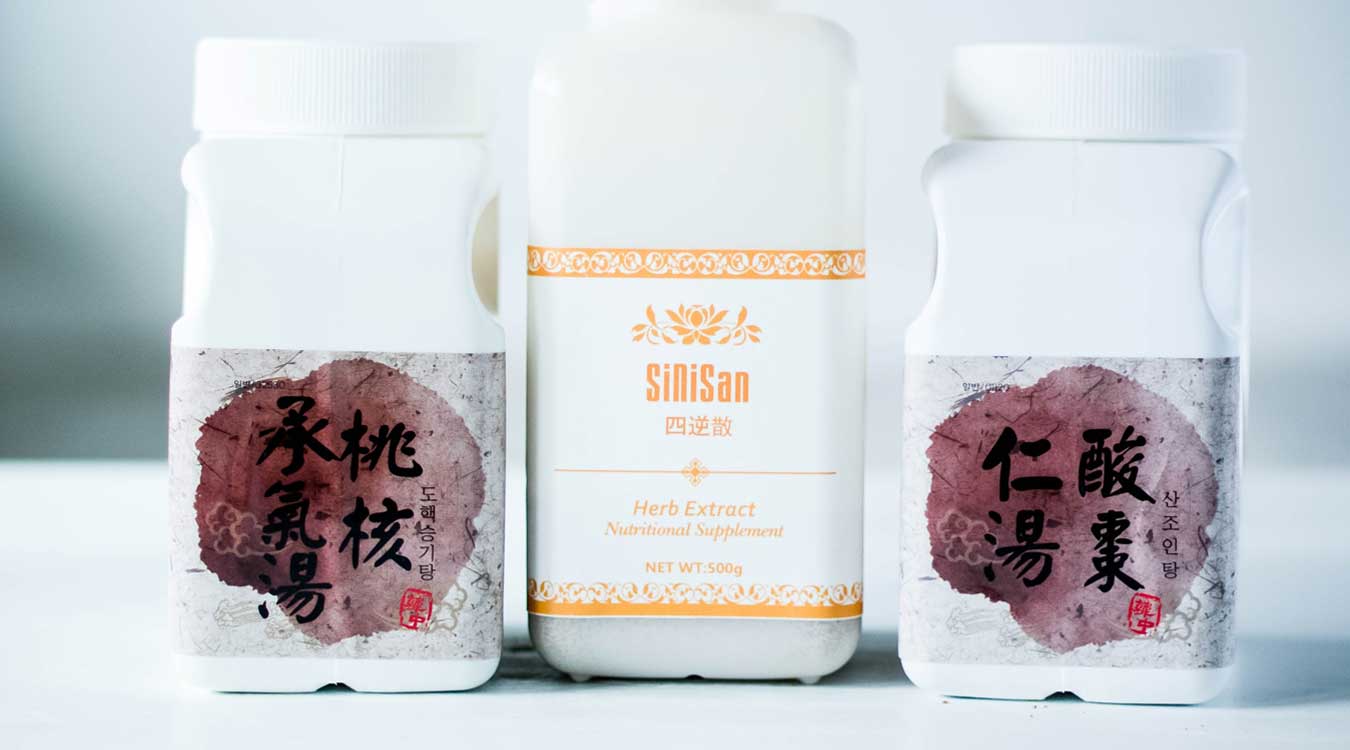 桃核
承氣湯
도핵승기탕
SiNiSan
四逆散
Herb Extract
Nutritional Supplement
NET WT:500g
酸棗
仁湯
산조인탕